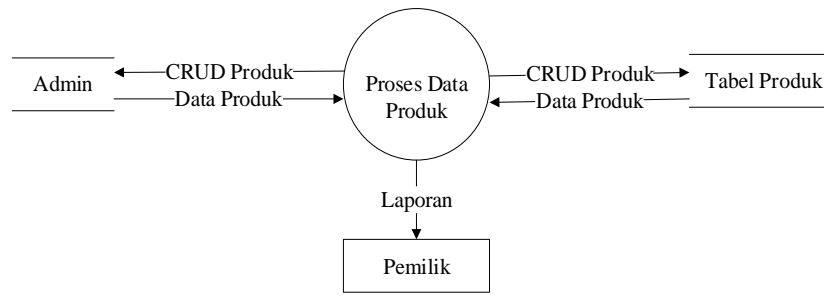 CRUD Produk
CRUD Produk
Admin
Proses Data
Produk
Tabel Produk
Data Produk
Data Produk
Laporan
Pemilik